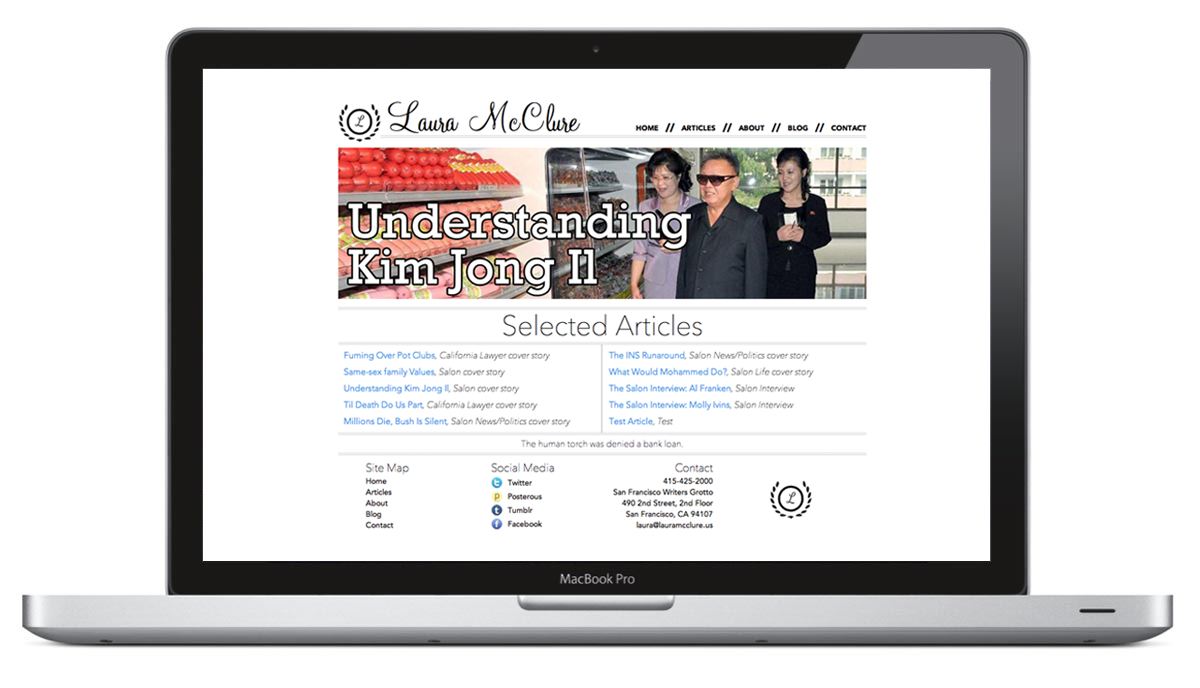 L
Laura McClure
HOME // ARTICLES // ABOUT // BLOG // CONTACT
Understanding
Kim Jong Il
Selected Articles
Fuming Over Pot Clubs, California Lawyer cover story
Same-sex family Values, Salon cover story
Understanding Kim Jong Il, Salon cover story
Til Death Do Us Part, California Lawyer cover story
Millions Die, Bush Is Silent, Salon News/Politics cover story
The INS Runaround, Salon News/Politics cover story
What Would Mohammed Do?, Salon Life cover story
The Salon Interview: Al Franken, Salon Interview
The Salon Interview: Molly Ivins, Salon Interview
Test Article, Test
The human torch was denied a bank loan.
Site Map
Home
Articles
About
Blog
Contact
Social Media
Twitter
Posterous
Tumblr
Facebook
Contact
415-425-2000
San Francisco Writers Grotto
490 2nd Street, 2nd Floor
San Francisco, CA 94107
laura@lauramcclure.us
L
MacBook Pro